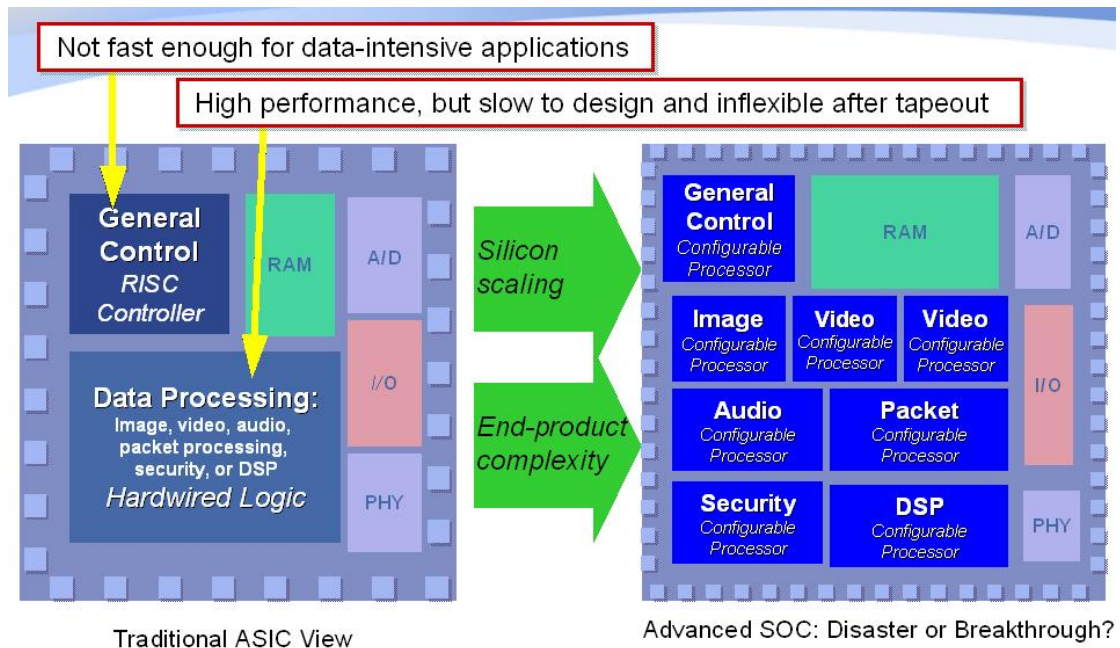 Not fast enough for data-intensive applications
High performance, but slow to design and inflexible after tapeout
General
Control
RISC
Controller
RAM
A/D
I/O
PHY
Data Processing:
Image, video, audio,
packet processing,
security, or DSP
Hardwired Logic
Traditional ASIC View
Silicon
scaling
End-product
complexity
General
Control
Configurable
Processor
RAM
A/D
Image
Configurable
Processor
Video
Configurable
Processor
Video
Configurable
Processor
I/O
Audio
Configurable
Processor
Packet
Configurable
Processor
Security
Configurable
Processor
DSP
Configurable
Processor
PHY
Advanced SOC: Disaster or Breakthrough?